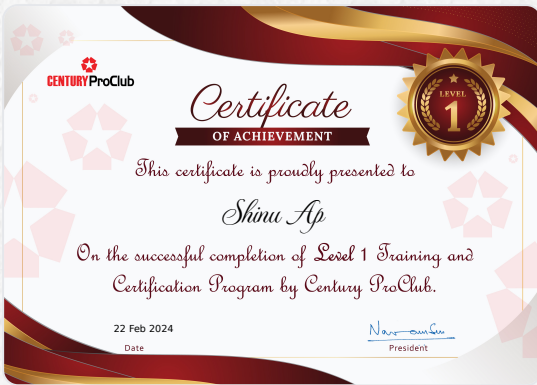 CENTURY ProClub
Certificate
OF ACHIEVEMENT
LEVEL
1
This certificate is proudly presented to
Shinu Ap
On the successful completion of Level 1 Training and
Certification Program by Century ProClub.
22 Feb 2024
Date
President